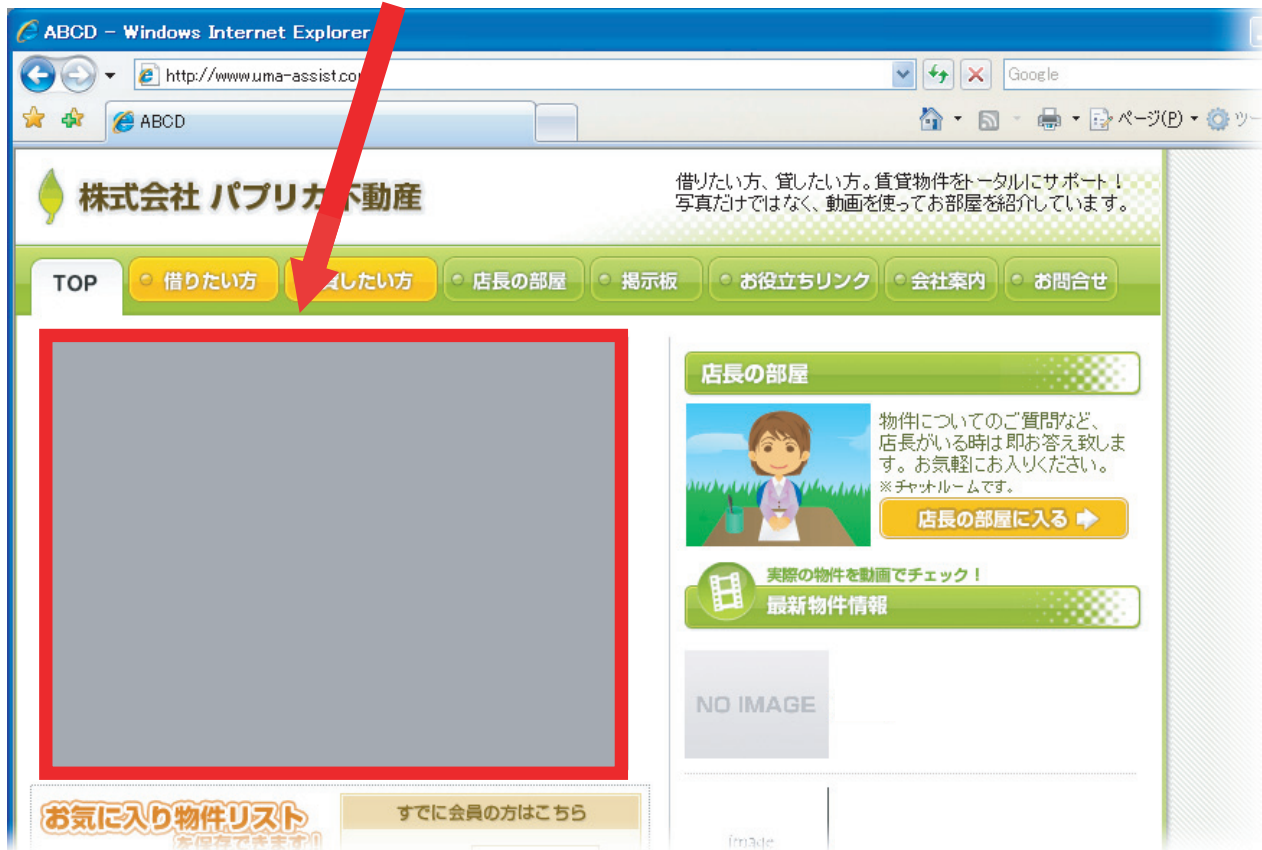 ABCD - Windows Internet Explorer
http://www.uma-assist.co
Google
ABCD
ページ(P)
株式会社 パプリカ不動産
借りたい方、貸したい方。賃貸物件をトータルにサポート！
写真だけではなく、動画を使ってお部屋を紹介しています。
TOP
借りたい方
貸したい方
店長の部屋
掲示板
お役立ちリンク
会社案内
お問合せ
店長の部屋
物件についてのご質問など、
店長がいる時は即お答え致しま
す。お気軽にお入りください。
※チャットルームです。
店長の部屋に入る
実際の物件を動画でチェック！
最新物件情報
NO IMAGE
お気に入り物件リスト
を保存できます!
すでに会員の方はこちら
image